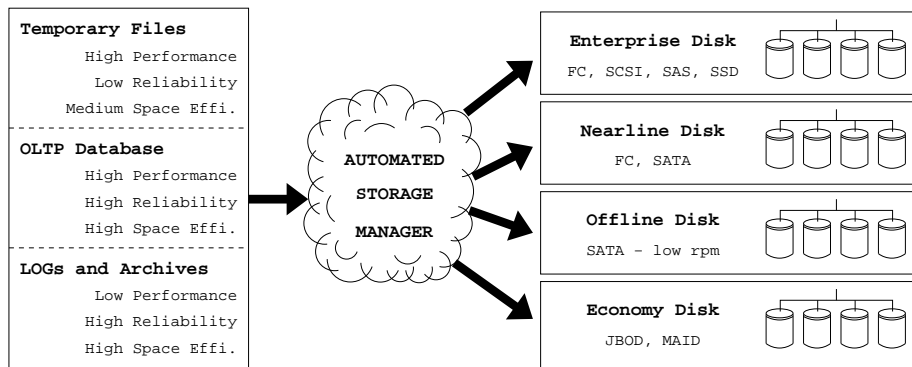 Temporary Files
High Performance
Low Reliability
Medium Space Effi.
OLTP Database
High Performance
High Reliability
High Space Effi.
LOGs and Archives
Low Performance
High Reliability
High Space Effi.
AUTOMATED
STORAGE
MANAGER
Enterprise Disk
FC, SCSI, SAS, SSD
Nearline Disk
FC, SATA
Offline Disk
SATA - low rpm
Economy Disk
JBOD, MAID